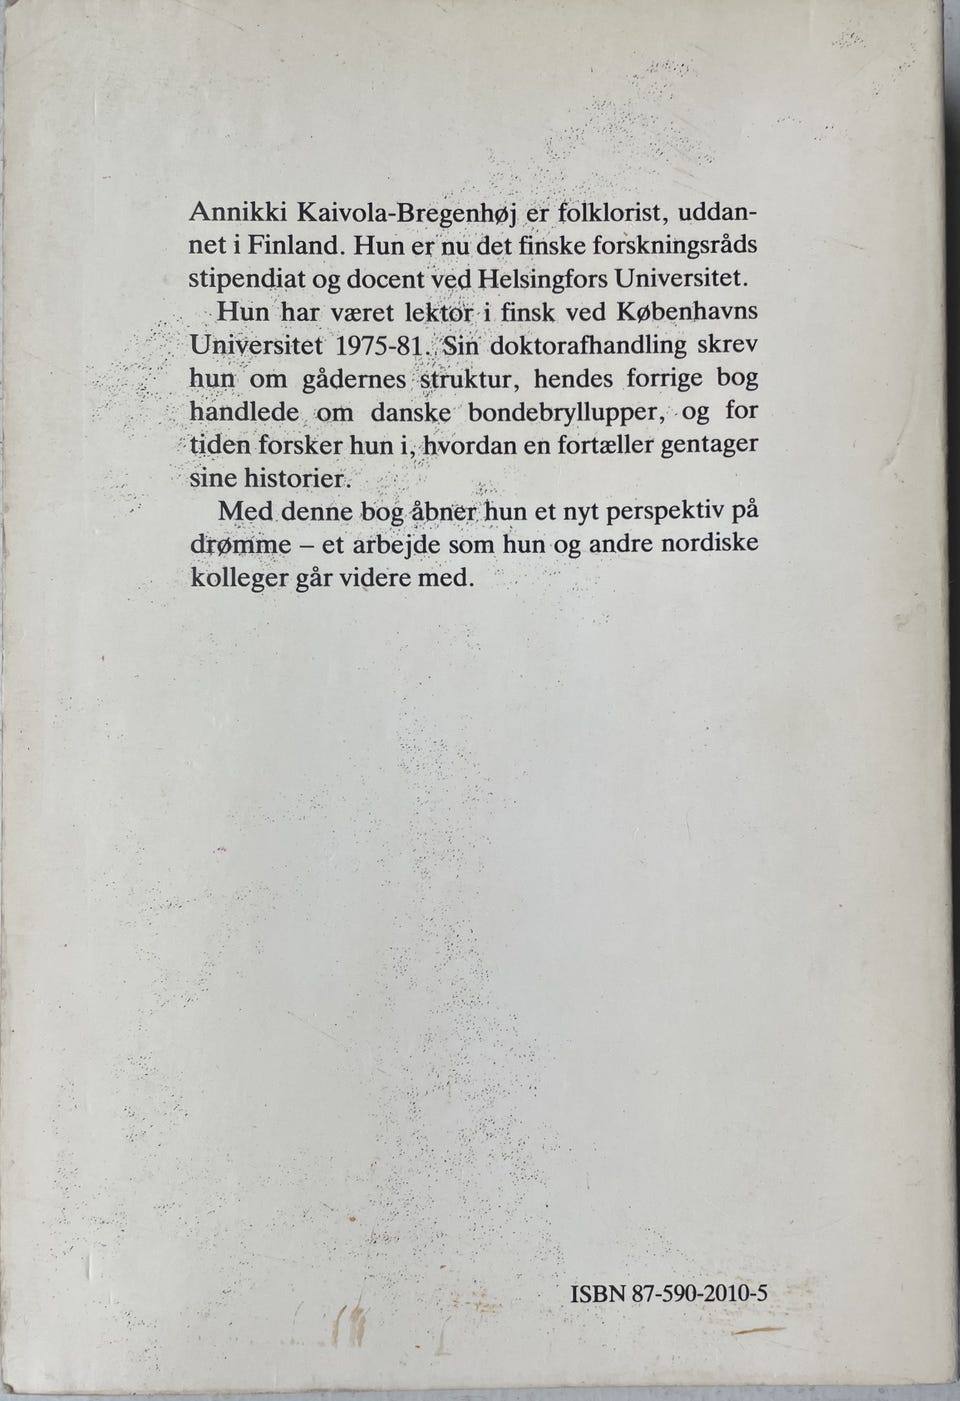 Annikki Kaivola-Bregenhøj er folklorist, uddan-
net i Finland. Hun er nu det finske forskningsråds
stipendiat og docent ved Helsingfors Universitet.
Hun har været lektor i finsk ved Københavns
Universitet 1975-81. Sin doktorafhandling skrev
hun om gådernes struktur, hendes forrige bog
handlede om danske bondebryllupper, og for
tiden forsker hun i, hvordan en fortæller gentager
sine historier.
Med denne bog åbner hun et nyt perspektiv på
drømme – et arbejde som hun og andre nordiske
kolleger går videre med.
ISBN 87-590-2010-5